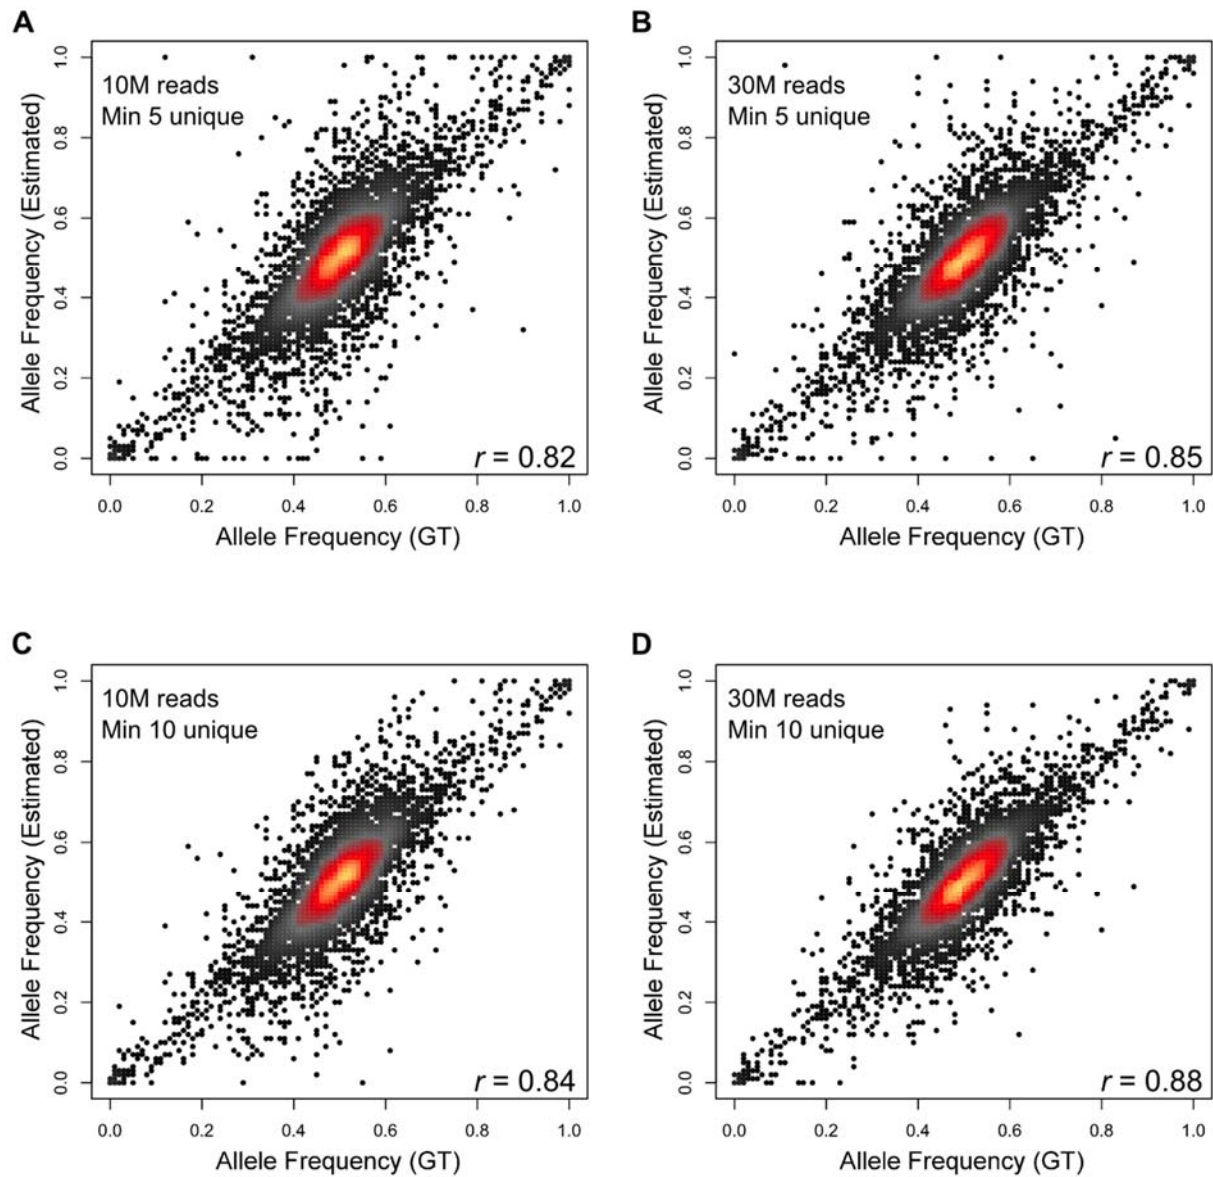 A
10M reads
Min 5 unique
1.0
0.8
0.6
0.4
0.2
0.0
Allele Frequency (Estimated)
r = 0.82
0.0 0.2 0.4 0.6 0.8 1.0
Allele Frequency (GT)
B
30M reads
Min 5 unique
1.0
0.8
0.6
0.4
0.2
0.0
Allele Frequency (Estimated)
r = 0.85
0.0 0.2 0.4 0.6 0.8 1.0
Allele Frequency (GT)
C
10M reads
Min 10 unique
1.0
0.8
0.6
0.4
0.2
0.0
Allele Frequency (Estimated)
r = 0.84
0.0 0.2 0.4 0.6 0.8 1.0
Allele Frequency (GT)
D
30M reads
Min 10 unique
1.0
0.8
0.6
0.4
0.2
0.0
Allele Frequency (Estimated)
r = 0.88
0.0 0.2 0.4 0.6 0.8 1.0
Allele Frequency (GT)